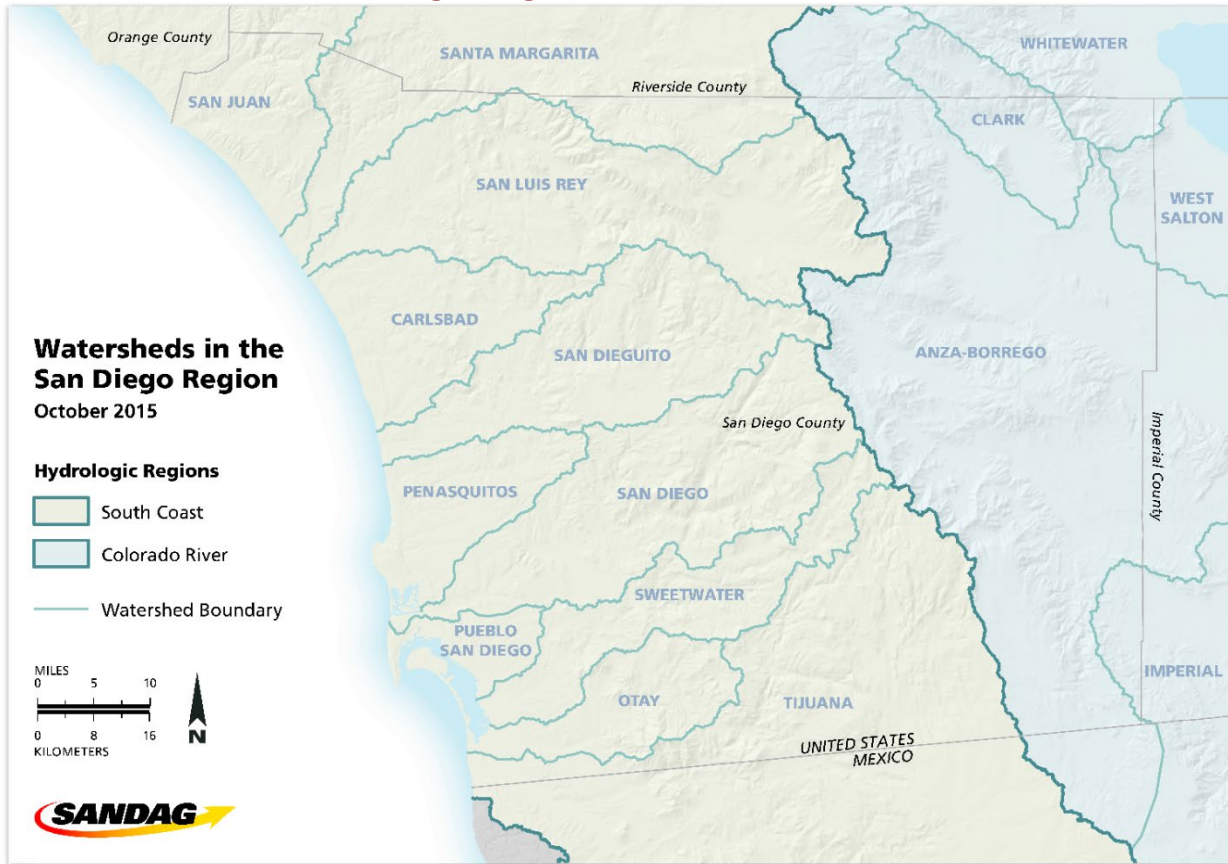 Orange County
SANTA MARGARITA
WHITEWATER
Riverside County
SAN JUAN
CLARK
SAN LUIS REY
WEST
SALTON
CARLSBAD
SAN DIEGUITO
ANZA-BORREGO
Watersheds in the
San Diego Region
October 2015
San Diego County
Imperial County
Hydrologic Regions
South Coast
Colorado River
Watershed Boundary
PENASQUITOS
SAN DIEGO
SWEETWATER
PUEBLO
SAN DIEGO
OTAY
TIJUANA
IMPERIAL
UNITED STATES
MEXICO
MILES
0 5 10
0 8 16
KILOMETERS
N
SANDAG